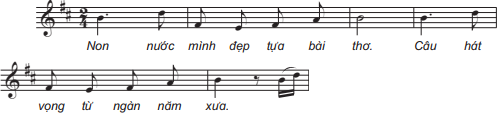 Non nước mình đẹp tựa bài thơ. Câu hát
vọng từ ngàn năm xưa.